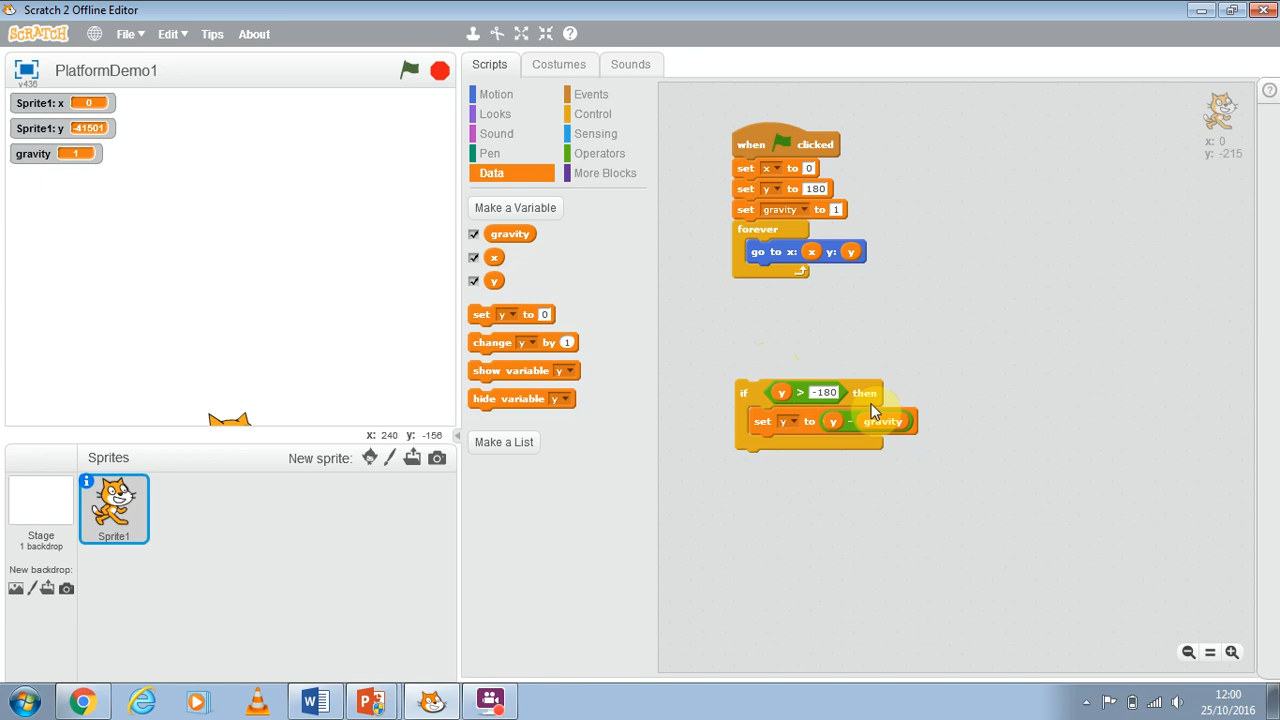 Scratch 2 Offline Editor
SCRATCH File Edit Tips About
PlatformDemo1
v436
Sprite1: x 0
Sprite1: y -41501
gravity 1
x: 240 y: -156
Sprites New sprite:
Sprite1
Stage
1 backdrop
New backdrop:
Scripts Costumes Sounds
Motion Events
Looks Control
Sound Sensing
Pen Operators
Data More Blocks
Make a Variable
gravity
x
y
set y to 0
change y by 1
show variable y
hide variable y
Make a List
when clicked
set x to 0
set y to 180
set gravity to 1
forever
go to x: x y: y
if y > -180 then
set y to y - gravity
x: 0
y: -215
12:00
25/10/2016